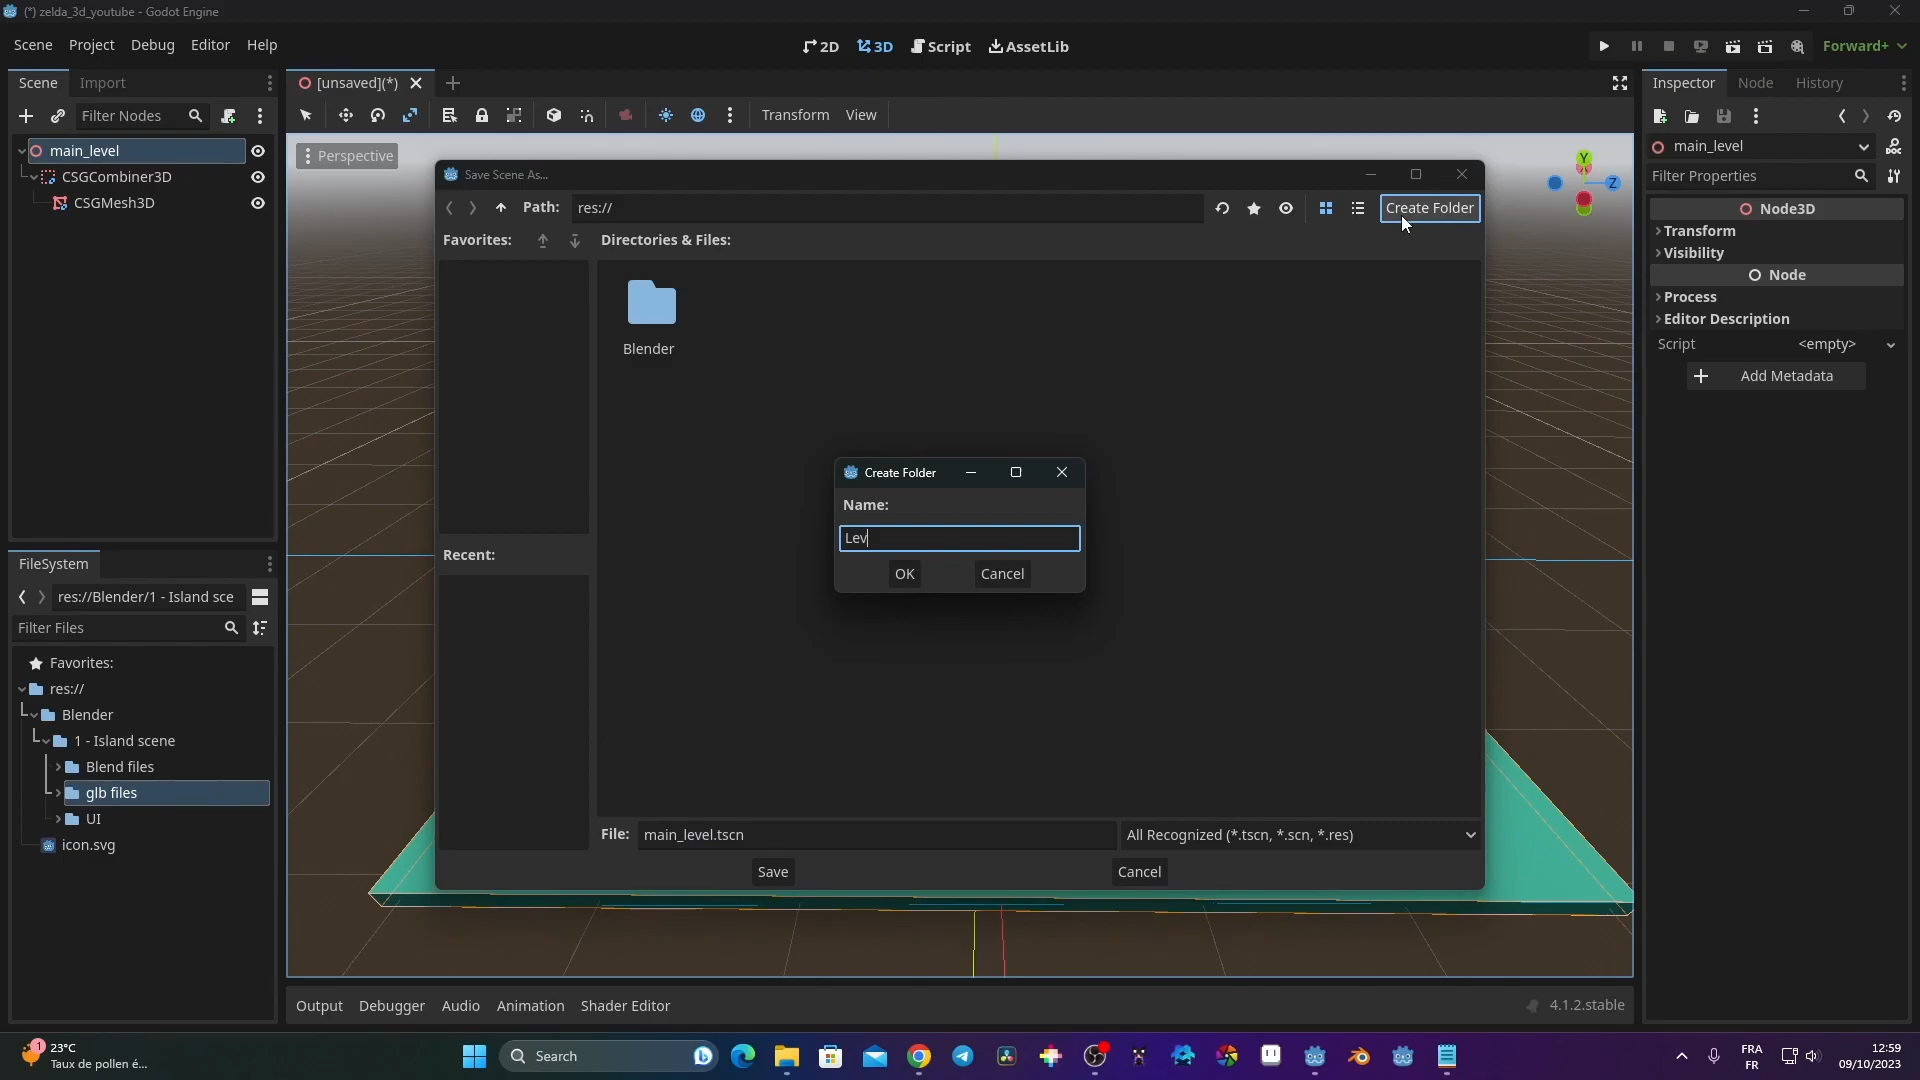 (*) zelda_3d_youtube - Godot Engine
Scene Project Debug Editor Help
2D 3D Script AssetLib
Forward+
Scene Import
[unsaved](*)
Inspector Node History
Filter Nodes
Transform View
main_level
CSGCombiner3D
CSGMesh3D
Perspective
Y
Z
main_level
Filter Properties
Node3D
Transform
Visibility
Node
Process
Editor Description
Script <empty>
Add Metadata
Save Scene As...
Path: res:// Create Folder
Favorites: Directories & Files:
Blender
Create Folder
Name:
Lev
OK Cancel
Recent:
File: main_level.tscn All Recognized (*.tscn, *.scn, *.res)
Save Cancel
FileSystem
res://Blender/1 - Island sce
Filter Files
Favorites:
res://
Blender
1 - Island scene
Blend files
glb files
UI
icon.svg
Output Debugger Audio Animation Shader Editor
4.1.2.stable
1
23°C
Taux de pollen é...
Search
FRA
FR
12:59
09/10/2023